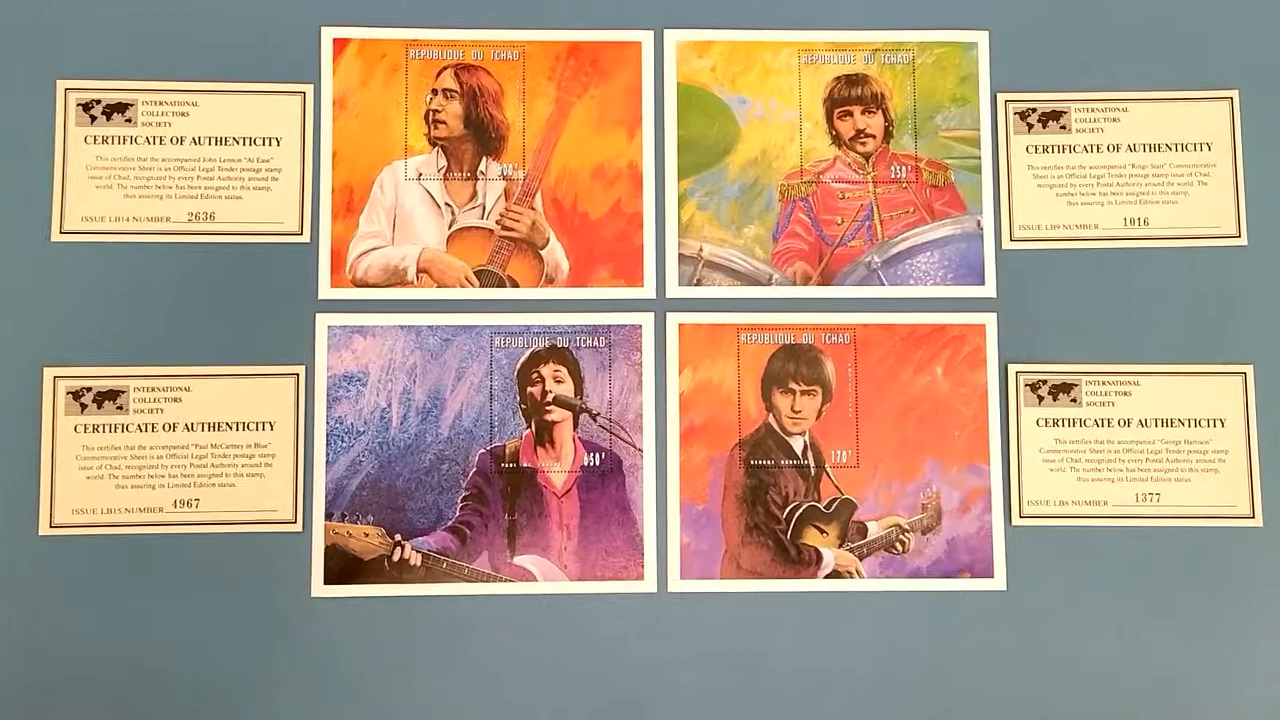 INTERNATIONAL
COLLECTORS
SOCIETY
CERTIFICATE OF AUTHENTICITY
This certifies that the accompanied John Lennon "At Ease"
Commemorative Sheet is an Official Legal Tender postage stamp
issue of Chad, recognized by every Postal Authority around the
world. The number below has been assigned to this stamp,
thus assuring its Limited Edition status.
ISSUE LB14 NUMBER 2636
REPUBLIQUE DU TCHAD
REPUBLIQUE DU TCHAD
250F
INTERNATIONAL
COLLECTORS
SOCIETY
CERTIFICATE OF AUTHENTICITY
This certifies that the accompanied "Ringo Starr" Commemorative
Sheet is an Official Legal Tender postage stamp issue of Chad,
recognized by every Postal Authority around the world. The
number below has been assigned to this stamp,
thus assuring its Limited Edition status.
ISSUE LB9 NUMBER 1016
INTERNATIONAL
COLLECTORS
SOCIETY
CERTIFICATE OF AUTHENTICITY
This certifies that the accompanied "Paul McCartney in Blue"
Commemorative Sheet is an Official Legal Tender postage stamp
issue of Chad, recognized by every Postal Authority around the
world. The number below has been assigned to this stamp,
thus assuring its Limited Edition status.
ISSUE LB15 NUMBER 4967
REPUBLIQUE DU TCHAD
650F
REPUBLIQUE DU TCHAD
GEORGE HARRISON 170F
INTERNATIONAL
COLLECTORS
SOCIETY
CERTIFICATE OF AUTHENTICITY
This certifies that the accompanied "George Harrison"
Commemorative Sheet is an Official Legal Tender postage stamp
issue of Chad, recognized by every Postal Authority around the
world. The number below has been assigned to this stamp,
thus assuring its Limited Edition status.
ISSUE LB8 NUMBER 1377